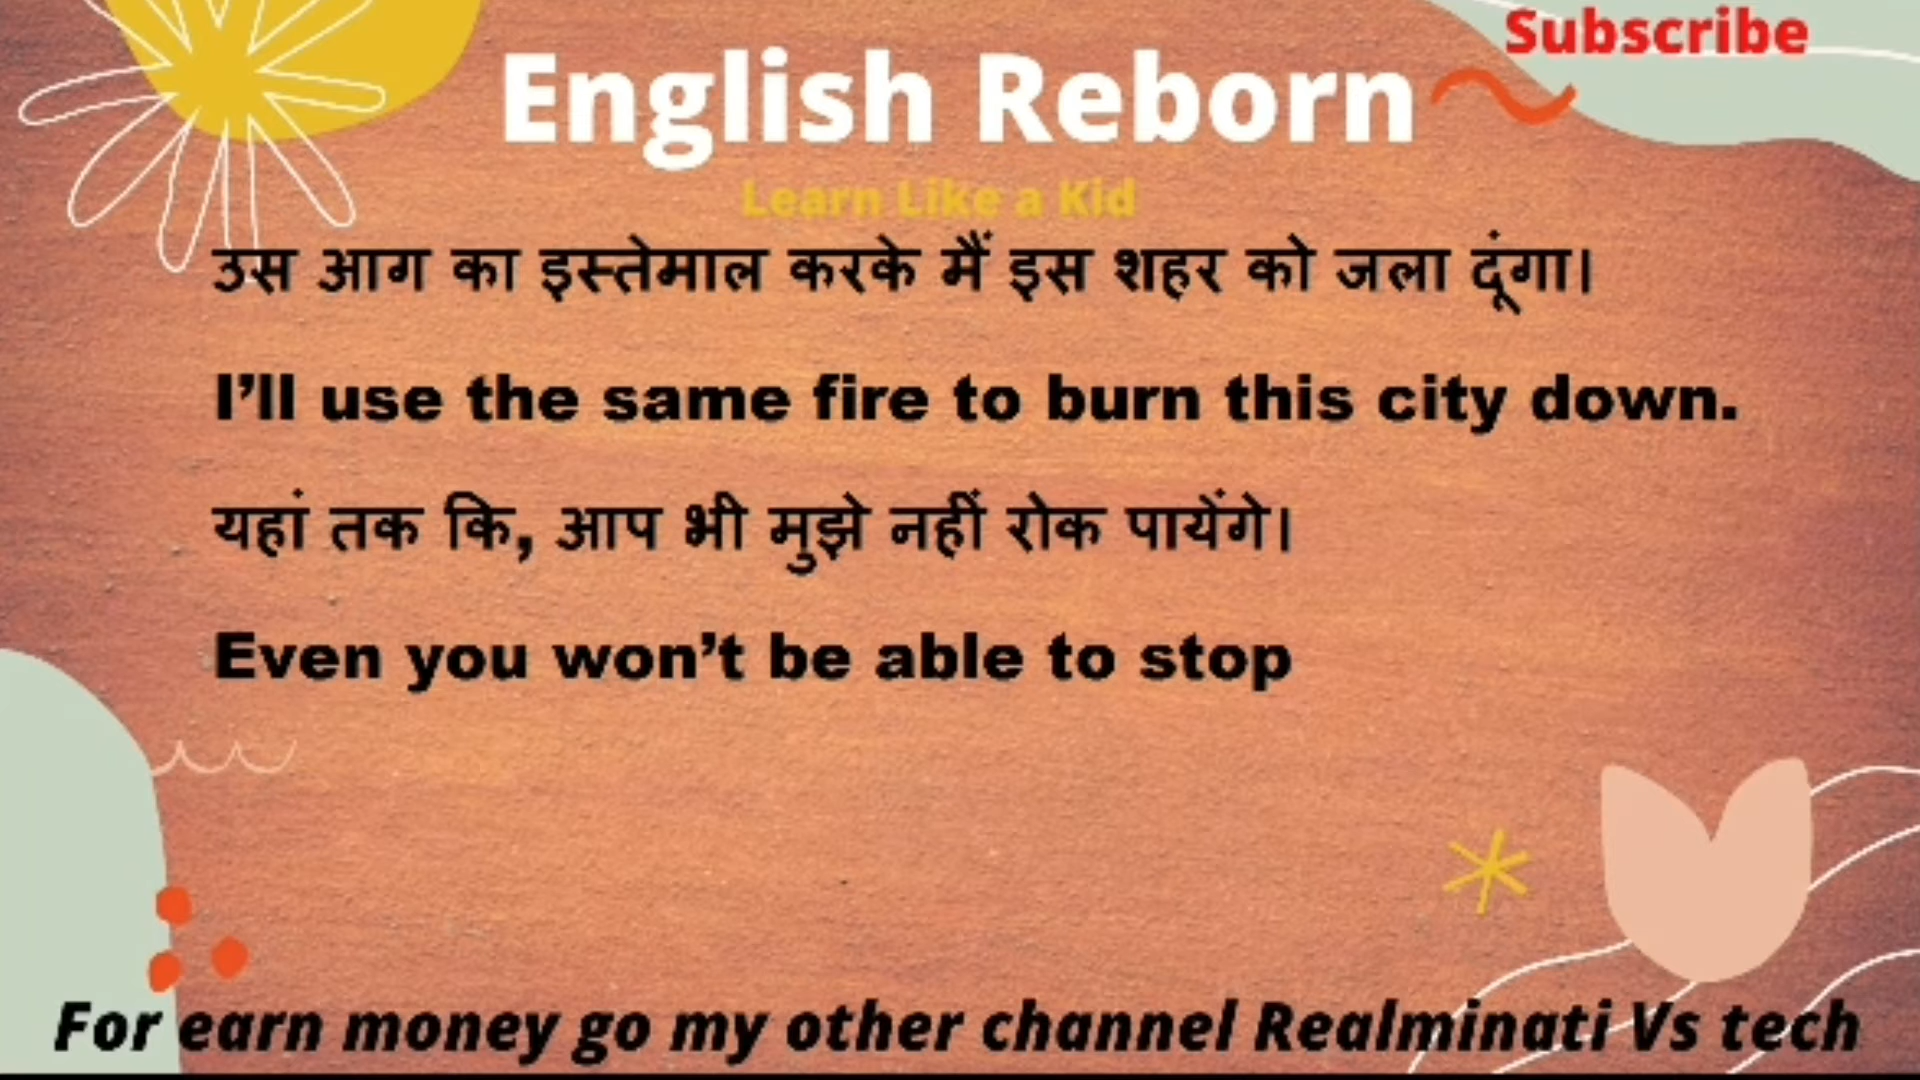 Subscribe
English Reborn
Learn Like a Kid
उस आग का इस्तेमाल करके मैं इस शहर को जला दूंगा।
I’ll use the same fire to burn this city down.
यहां तक कि, आप भी मुझे नहीं रोक पायेंगे।
Even you won’t be able to stop
For earn money go my other channel Realminati Vs tech